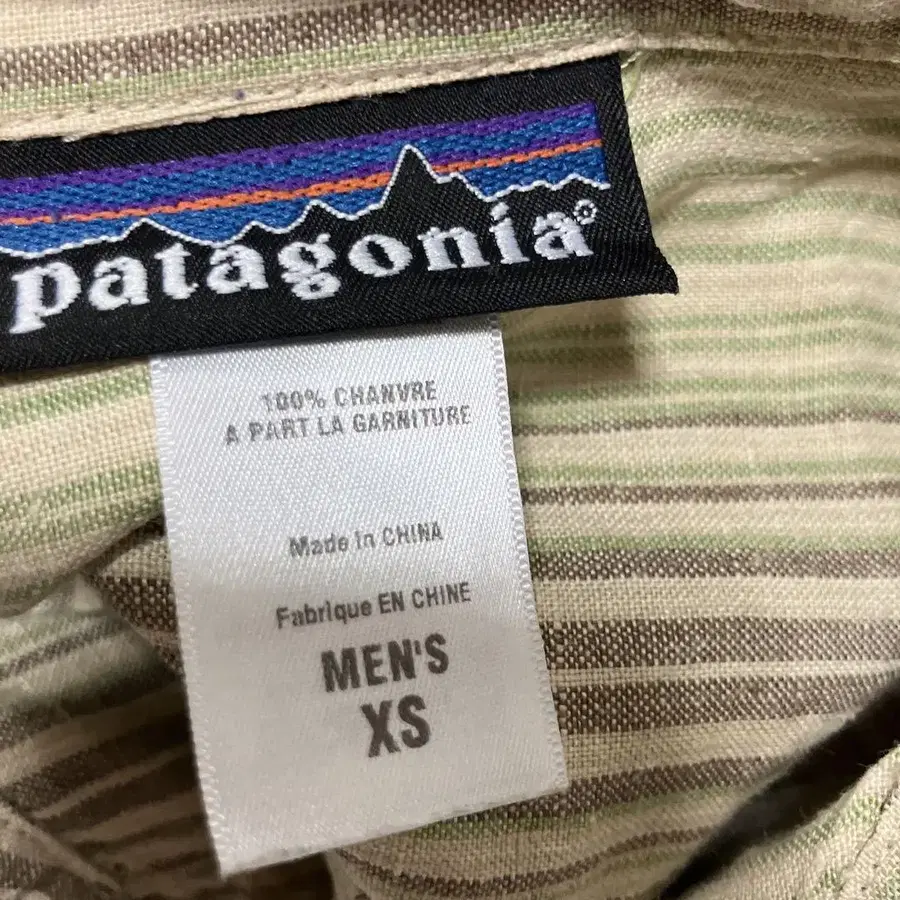 patagonia®
100% CHANVRE
A PART LA GARNITURE
Made in CHINA
Fabrique EN CHINE
MEN'S
XS